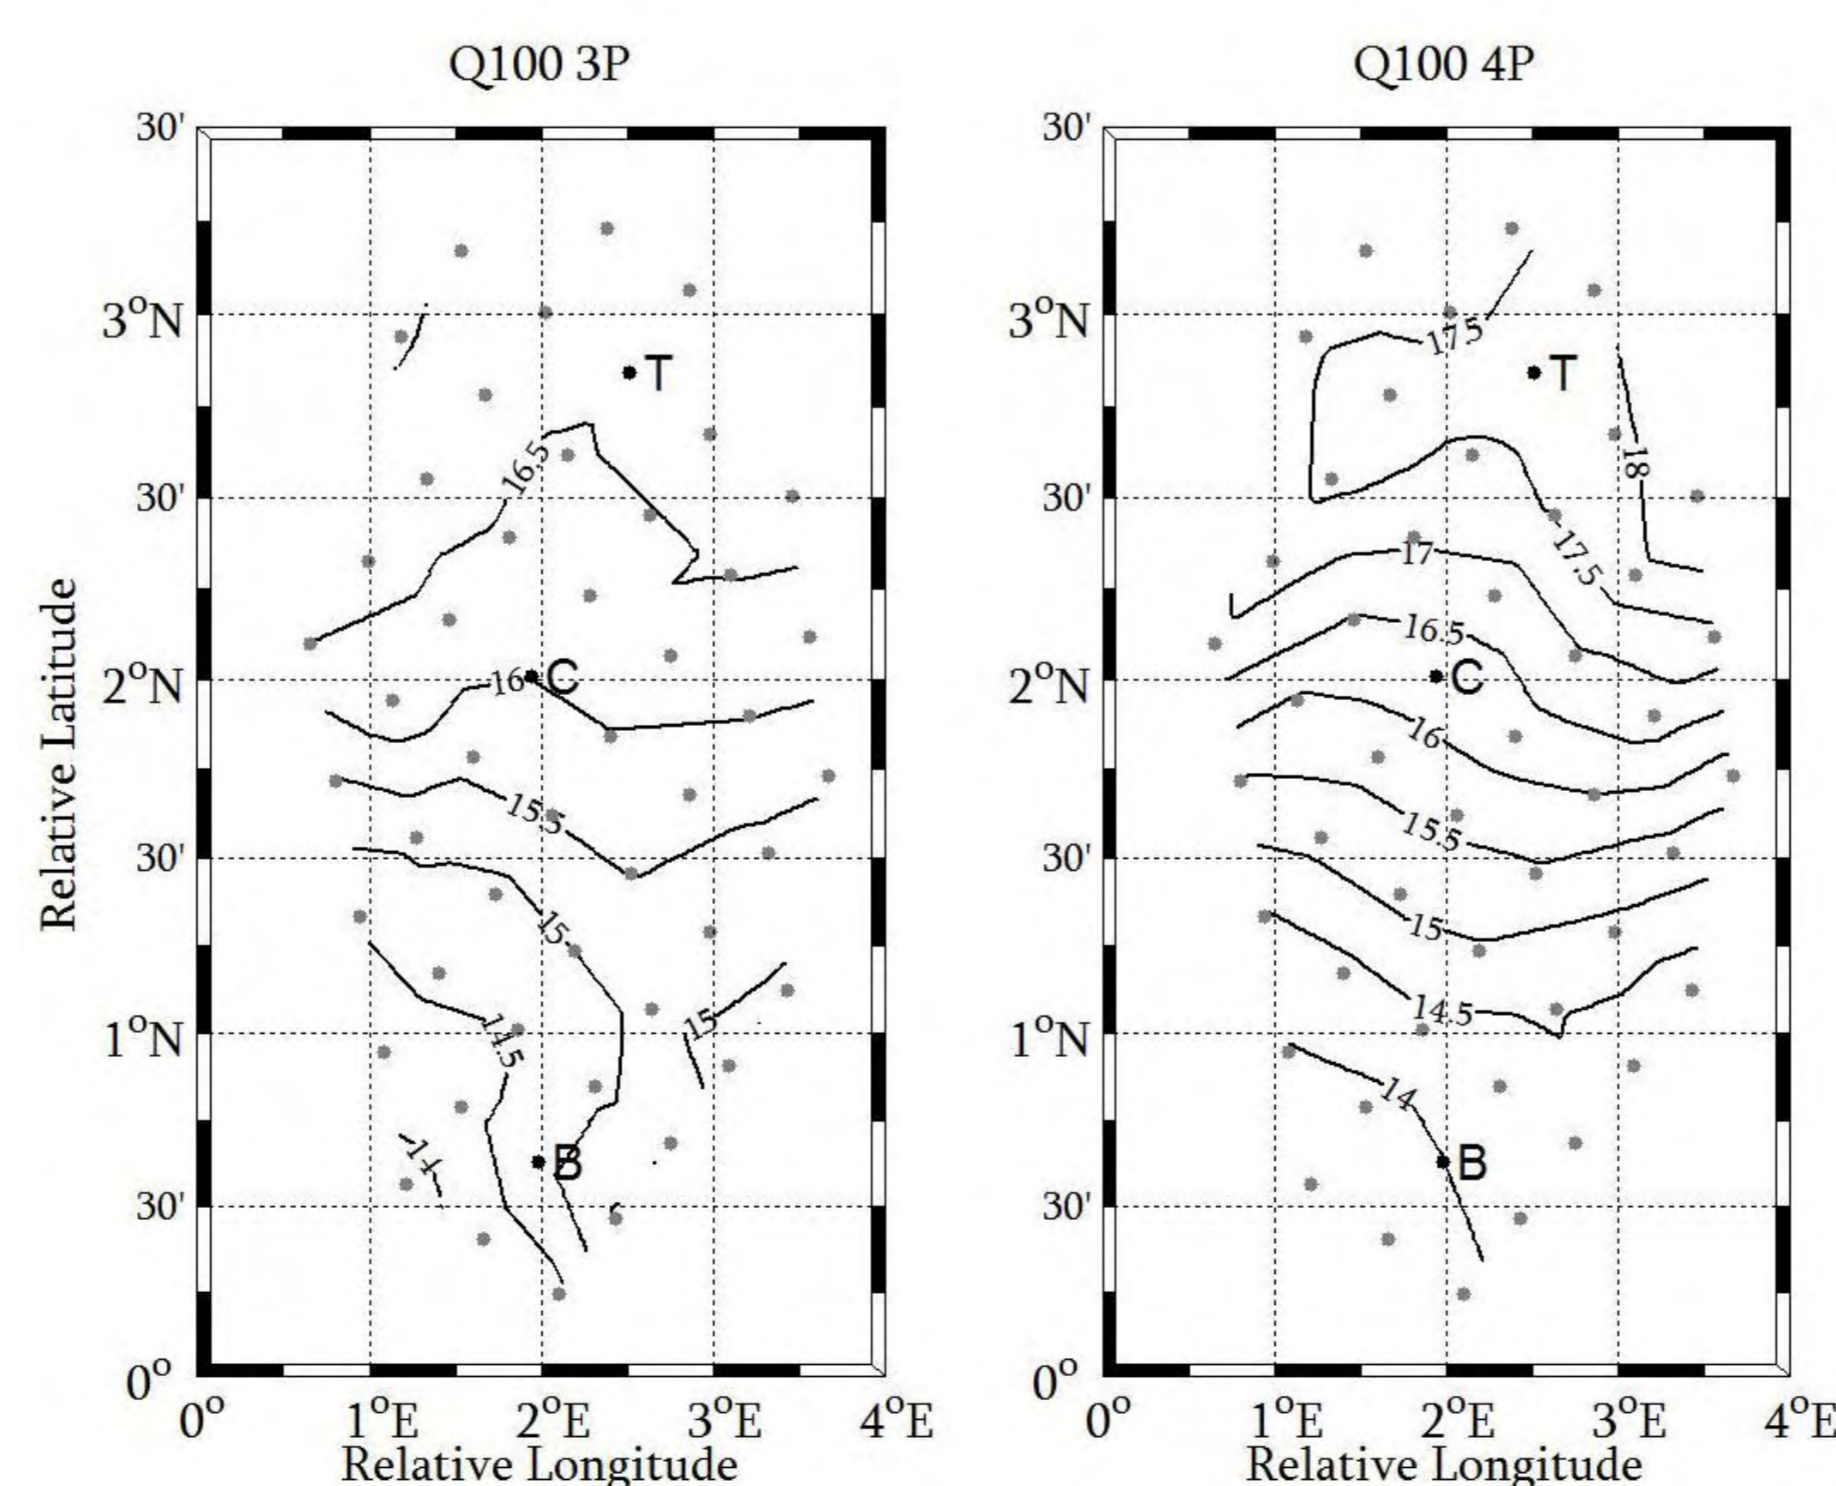 Q100 3P
Q100 4P
30'
3°N
30'
2°N
30'
1°N
30'
0°
0°
1°E
2°E
3°E
4°E
Relative Latitude
Relative Longitude
T
C
B
16.5
16
15.5
15
14.5
15
14
30'
3°N
30'
2°N
30'
1°N
30'
0°
0°
1°E
2°E
3°E
4°E
Relative Longitude
T
C
B
17.5
18
17.5
17
16.5
16
15.5
15
14.5
14